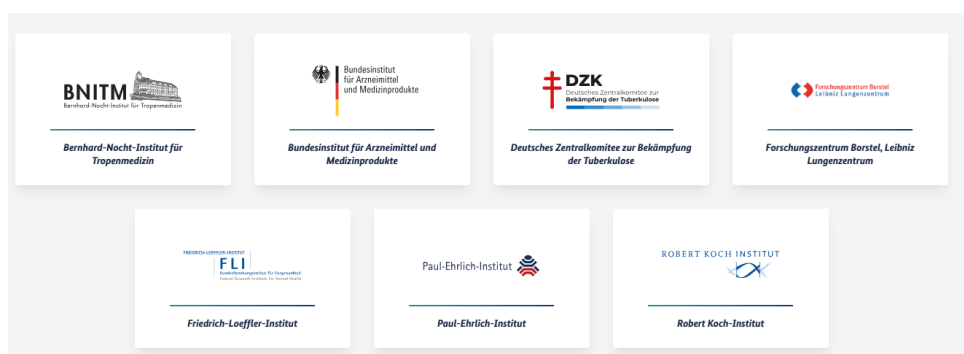 BNITM
Bernhard-Nocht-Institut für Tropenmedizin
Bernhard-Nocht-Institut für
Tropenmedizin
Bundesinstitut
für Arzneimittel
und Medizinprodukte
Bundesinstitut für Arzneimittel und
Medizinprodukte
DZK
Deutsches Zentralkomitee zur
Bekämpfung der Tuberkulose
Deutsches Zentralkomitee zur Bekämpfung
der Tuberkulose
Forschungszentrum Borstel
Leibniz Lungenzentrum
Forschungszentrum Borstel, Leibniz
Lungenzentrum
FRIEDRICH-LOEFFLER-INSTITUT
FLI
Bundesforschungsinstitut für Tiergesundheit
Federal Research Institute for Animal Health
Friedrich-Loeffler-Institut
Paul-Ehrlich-Institut
Paul-Ehrlich-Institut
ROBERT KOCH INSTITUT
Robert Koch-Institut